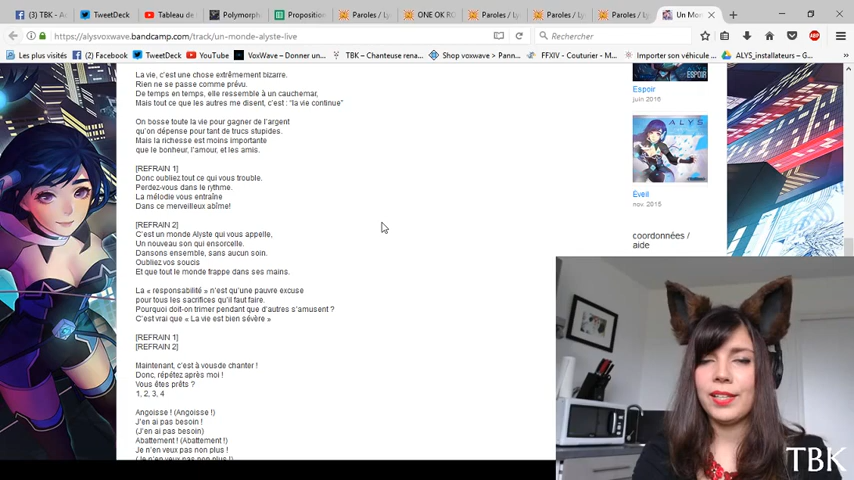 (3) TBK - A
TweetDeck
Tableau de
Polymorph
Proposition
Paroles / Ly
ONE OK RO
Paroles / Ly
Paroles / Ly
Paroles / Ly
Un Mon
https://alysvoxwave.bandcamp.com/track/un-monde-alyste-live
Rechercher
ABP
Les plus visités
(2) Facebook
TweetDeck
YouTube
VoxWave – Donner un...
TBK – Chanteuse rena...
Shop voxwave > Pann...
FFXIV - Couturier - M...
Importer son véhicule ...
ALYS_installateurs – G...
La vie, c'est une chose extrêmement bizarre.
Rien ne se passe comme prévu.
De temps en temps, elle ressemble à un cauchemar,
Mais tout ce que les autres me disent, c'est : "la vie continue"
On bosse toute la vie pour gagner de l'argent
qu'on dépense pour tant de trucs stupides.
Mais la richesse est moins importante
que le bonheur, l'amour, et les amis.
[REFRAIN 1]
Donc oubliez tout ce qui vous trouble.
Perdez-vous dans le rythme.
La mélodie vous entraîne
Dans ce merveilleux abîme!
[REFRAIN 2]
C'est un monde Alyste qui vous appelle,
Un nouveau son qui ensorcelle.
Dansons ensemble, sans aucun soin.
Oubliez vos soucis
Et que tout le monde frappe dans ses mains.
La « responsabilité » n'est qu'une pauvre excuse
pour tous les sacrifices qu'il faut faire.
Pourquoi doit-on trimer pendant que d'autres s'amusent ?
C'est vrai que « La vie est bien sévère »
[REFRAIN 1]
[REFRAIN 2]
Maintenant, c'est à vousde chanter !
Donc, répétez après moi !
Vous êtes prêts ?
1, 2, 3, 4
Angoisse ! (Angoisse !)
J'en ai pas besoin !
(J'en ai pas besoin)
Abattement ! (Abattement !)
Je n'en veux pas non plus !
(Je n'en veux pas non plus !)
ESPOIR
Espoir
juin 2016
ALYS
Éveil
nov. 2015
coordonnées /
aide
TBK